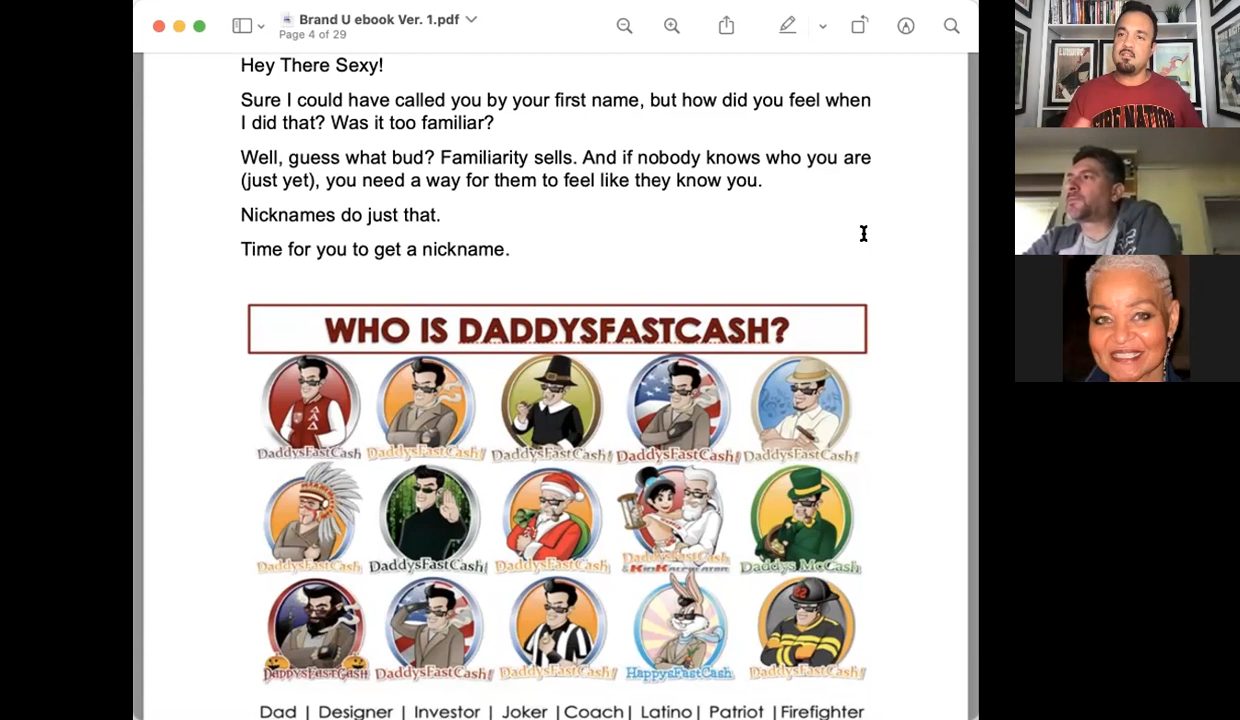 Brand U ebook Ver. 1.pdf
Page 4 of 29
Hey There Sexy!
Sure I could have called you by your first name, but how did you feel when
I did that? Was it too familiar?
Well, guess what bud? Familiarity sells. And if nobody knows who you are
(just yet), you need a way for them to feel like they know you.
Nicknames do just that.
Time for you to get a nickname.
WHO IS DADDYSFASTCASH?
DaddysFastCash DaddysFastCash! DaddysFastCash! DaddysFastCash! DaddysFastCash!
DaddysFastCash DaddysFastCash! DaddysFastCash DaddysFastCash Daddys McCash
DaddysFastCash DaddysFastCash! DaddysFastCash! HappysFastCash DaddysFastCash!
Dad | Designer | Investor | Joker | Coach | Latino | Patriot | Firefighter
FIRE NATION